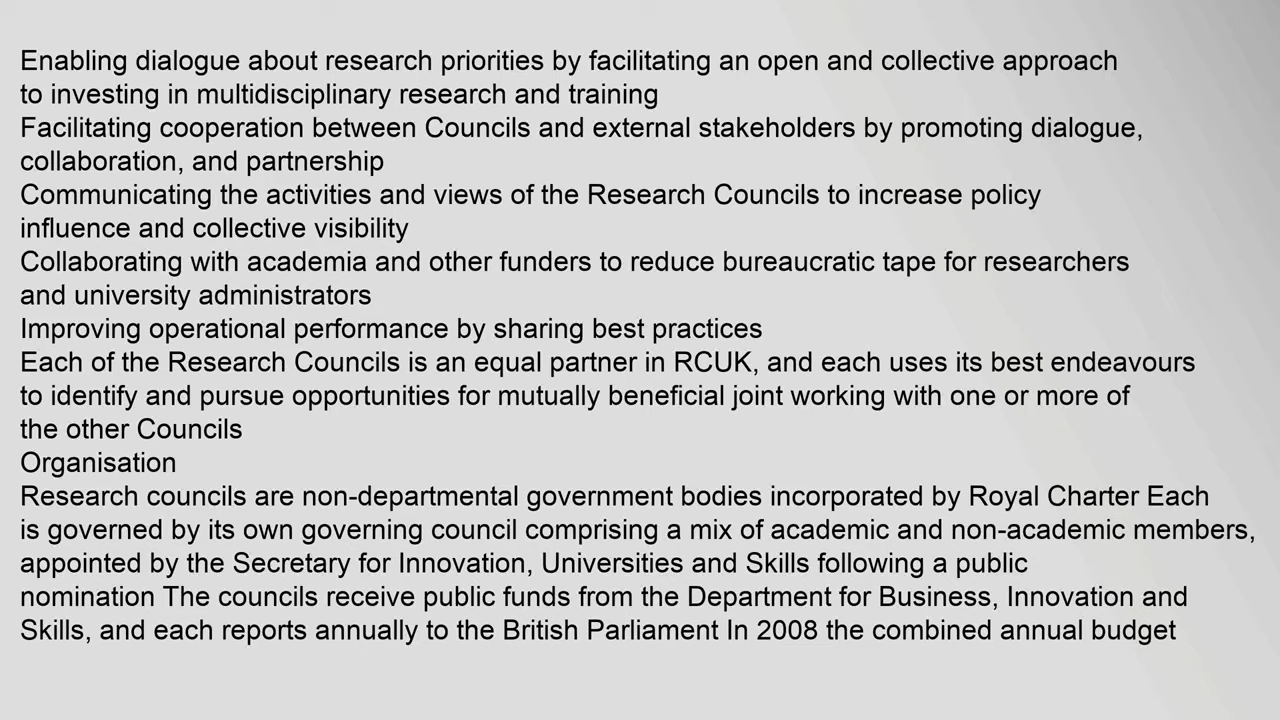 Enabling dialogue about research priorities by facilitating an open and collective approach
to investing in multidisciplinary research and training
Facilitating cooperation between Councils and external stakeholders by promoting dialogue,
collaboration, and partnership
Communicating the activities and views of the Research Councils to increase policy
influence and collective visibility
Collaborating with academia and other funders to reduce bureaucratic tape for researchers
and university administrators
Improving operational performance by sharing best practices
Each of the Research Councils is an equal partner in RCUK, and each uses its best endeavours
to identify and pursue opportunities for mutually beneficial joint working with one or more of
the other Councils
Organisation
Research councils are non-departmental government bodies incorporated by Royal Charter Each
is governed by its own governing council comprising a mix of academic and non-academic members,
appointed by the Secretary for Innovation, Universities and Skills following a public
nomination The councils receive public funds from the Department for Business, Innovation and
Skills, and each reports annually to the British Parliament In 2008 the combined annual budget